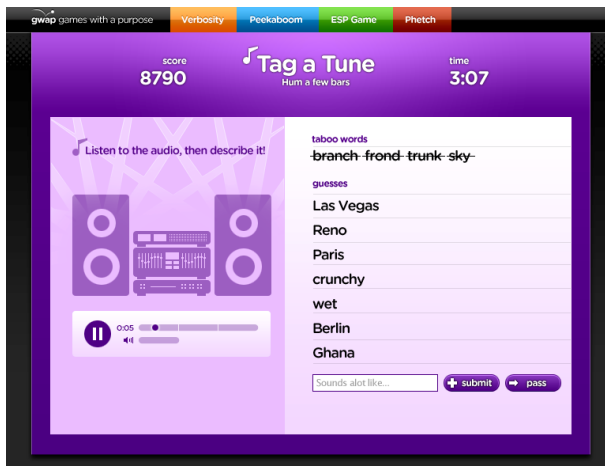 gwap games with a purpose Verbosity Peekaboom ESP Game Phetch
score
8790
Tag a Tune
Hum a few bars
time
3:07
Listen to the audio, then describe it!
0:05
taboo words
branch frond trunk sky
guesses
Las Vegas
Reno
Paris
crunchy
wet
Berlin
Ghana
Sounds alot like...
submit
pass